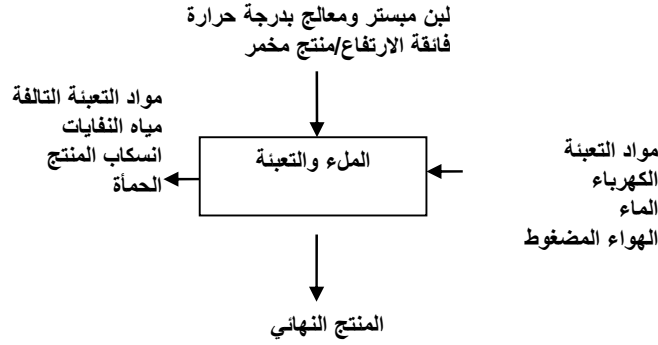 لبن مبستر ومعالج بدرجة حرارة
فائقة الارتفاع/منتج مخمر
مواد التعبئة التالفة
مياه النفايات
انسكاب المنتج
الحمأة
الملء والتعبئة
مواد التعبئة
الكهرباء
الماء
الهواء المضغوط
المنتج النهائي